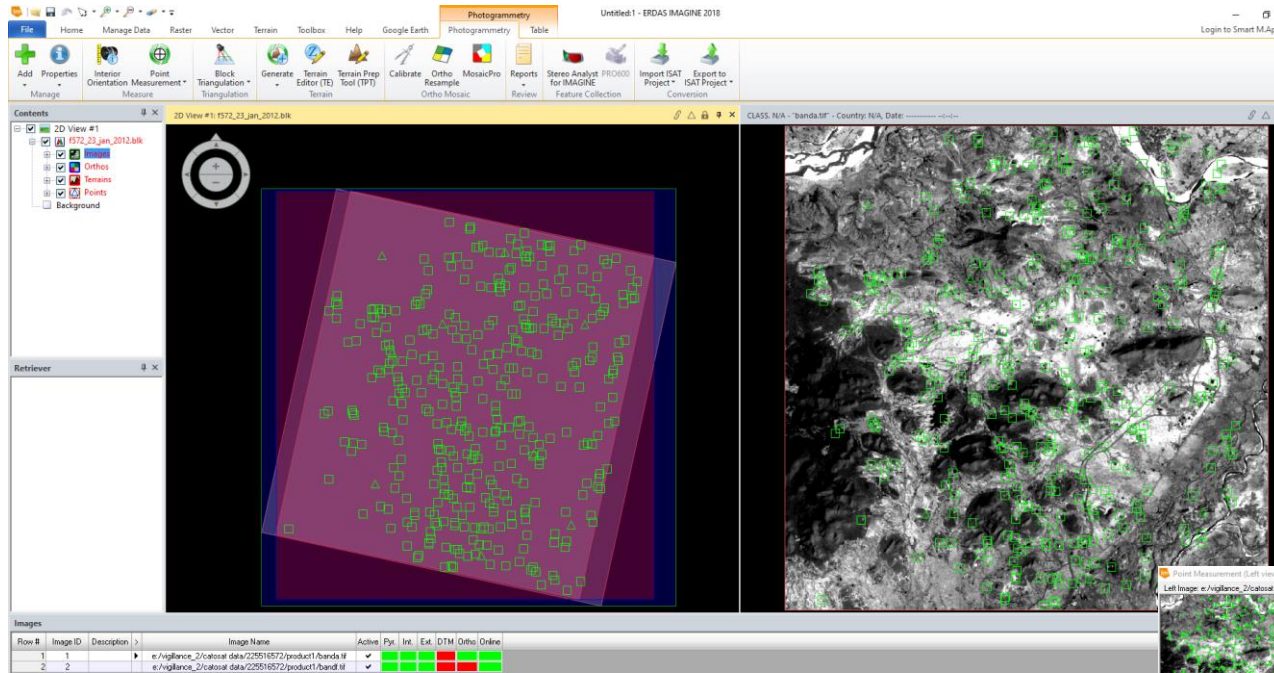 Photogrammetry
Untitled:1 - ERDAS IMAGINE 2018
File Home Manage Data Raster Vector Terrain Toolbox Help Google Earth Photogrammetry Table
Login to Smart M.Ap
Add Properties Interior Orientation Point Measurement Block Triangulation Generate Terrain Editor (TE) Terrain Prep Tool (TPT) Calibrate Ortho Resample MosaicPro Reports Stereo Analyst for IMAGINE PRO600 Import ISAT Project Export to ISAT Project
Manage Measure Triangulation Terrain Ortho Mosaic Review Feature Collection Conversion
Contents
2D View #1
f572_23_jan_2012.blk
Images
Orthos
Terrains
Points
Background
Retriever
2D View #1: f572_23_jan_2012.blk
CLASS. N/A - "banda.tif" - Country: N/A, Date: ----------- --:--:--
Point Measurement (Left view
Left Image: e:/vigillance_2/catosat
Images
Row # Image ID Description > Image Name Active Pyr. Int. Ext. DTM Ortho Online
1 1 e:/vigillance_2/catosat data/225516572/product1/banda.tif
2 2 e:/vigillance_2/catosat data/225516572/product1/bandf.tif